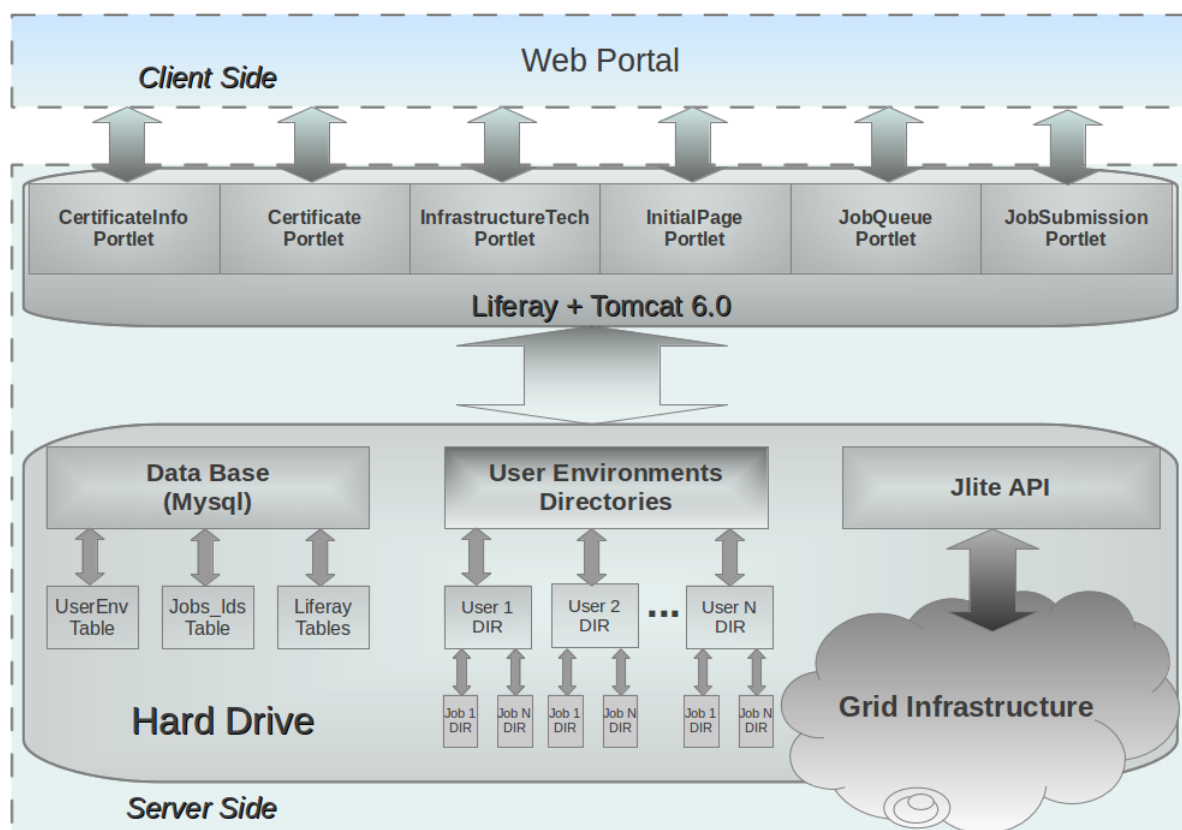 Web Portal
Client Side
CertificateInfo
Portlet
Certificate
Portlet
InfrastructureTech
Portlet
InitialPage
Portlet
JobQueue
Portlet
JobSubmission
Portlet
Liferay + Tomcat 6.0
Data Base
(Mysql)
User Environments
Directories
Jlite API
UserEnv
Table
Jobs_Ids
Table
Liferay
Tables
User 1
DIR
User 2
DIR
...
User N
DIR
Job 1
DIR
Job N
DIR
Job 1
DIR
Job N
DIR
Job 1
DIR
Job N
DIR
Grid Infrastructure
Hard Drive
Server Side